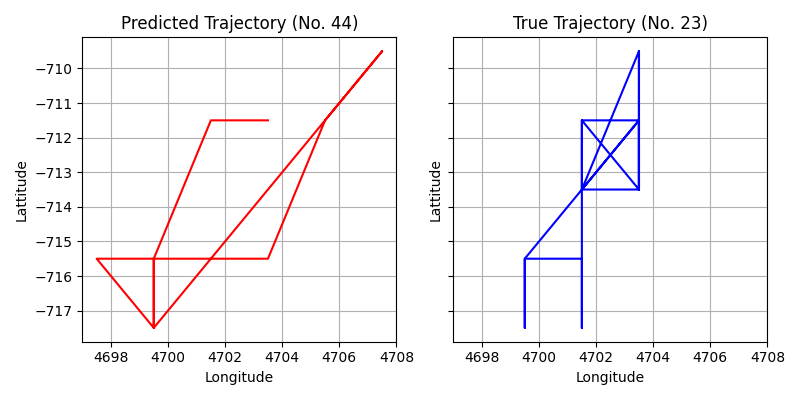 Predicted Trajectory (No. 44)
True Trajectory (No. 23)
Lattitude
−710
−711
−712
−713
−714
−715
−716
−717
4698 4700 4702 4704 4706 4708
Longitude
Lattitude
4698 4700 4702 4704 4706 4708
Longitude